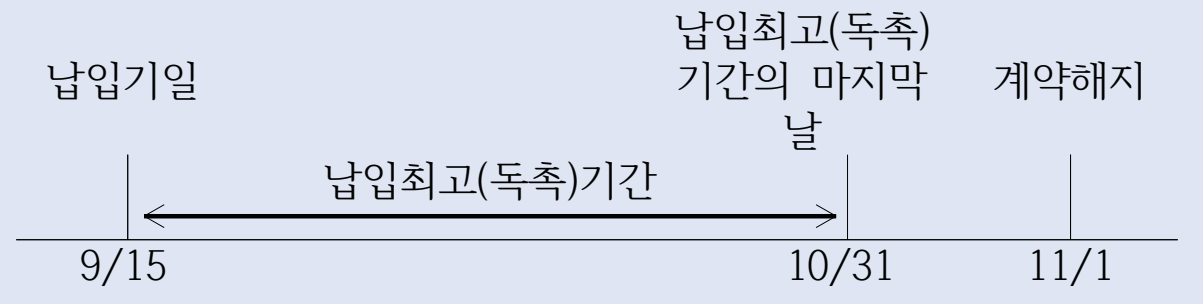 납입기일
납입최고(독촉)
기간의 마지막
날
계약해지
납입최고(독촉)기간
9/15
10/31
11/1